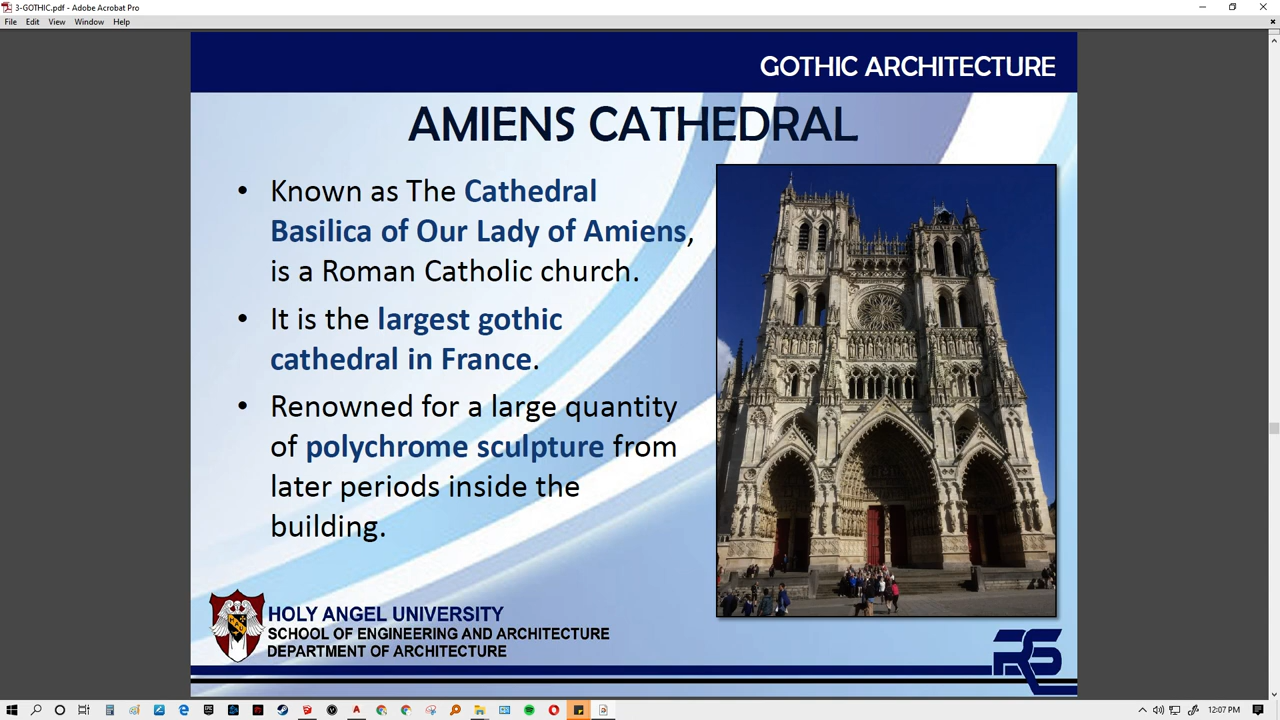 3-GOTHIC.pdf - Adobe Acrobat Pro
File Edit View Window Help
GOTHIC ARCHITECTURE
AMIENS CATHEDRAL
• Known as The Cathedral
Basilica of Our Lady of Amiens,
is a Roman Catholic church.
• It is the largest gothic
cathedral in France.
• Renowned for a large quantity
of polychrome sculpture from
later periods inside the
building.
HOLY ANGEL UNIVERSITY
SCHOOL OF ENGINEERING AND ARCHITECTURE
DEPARTMENT OF ARCHITECTURE
RS
12:07 PM